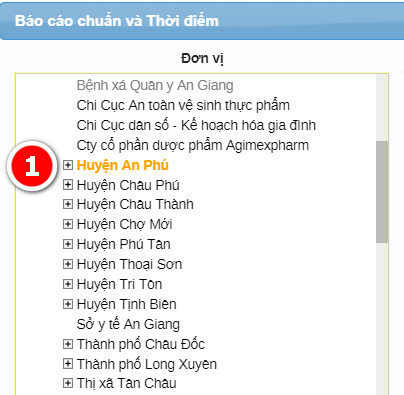 Báo cáo chuẩn và Thời điểm
Đơn vị
Bệnh xá Quân y An Giang
Chi Cục An toàn vệ sinh thực phẩm
Chi Cục dân số - Kế hoạch hóa gia đình
Cty cổ phần dược phẩm Agimexpharm
1
Huyện An Phú
Huyện Châu Phú
Huyện Châu Thành
Huyện Chợ Mới
Huyện Phú Tân
Huyện Thoại Sơn
Huyện Tri Tôn
Huyện Tịnh Biên
Sở y tế An Giang
Thành phố Châu Đốc
Thành phố Long Xuyên
Thị xã Tân Châu